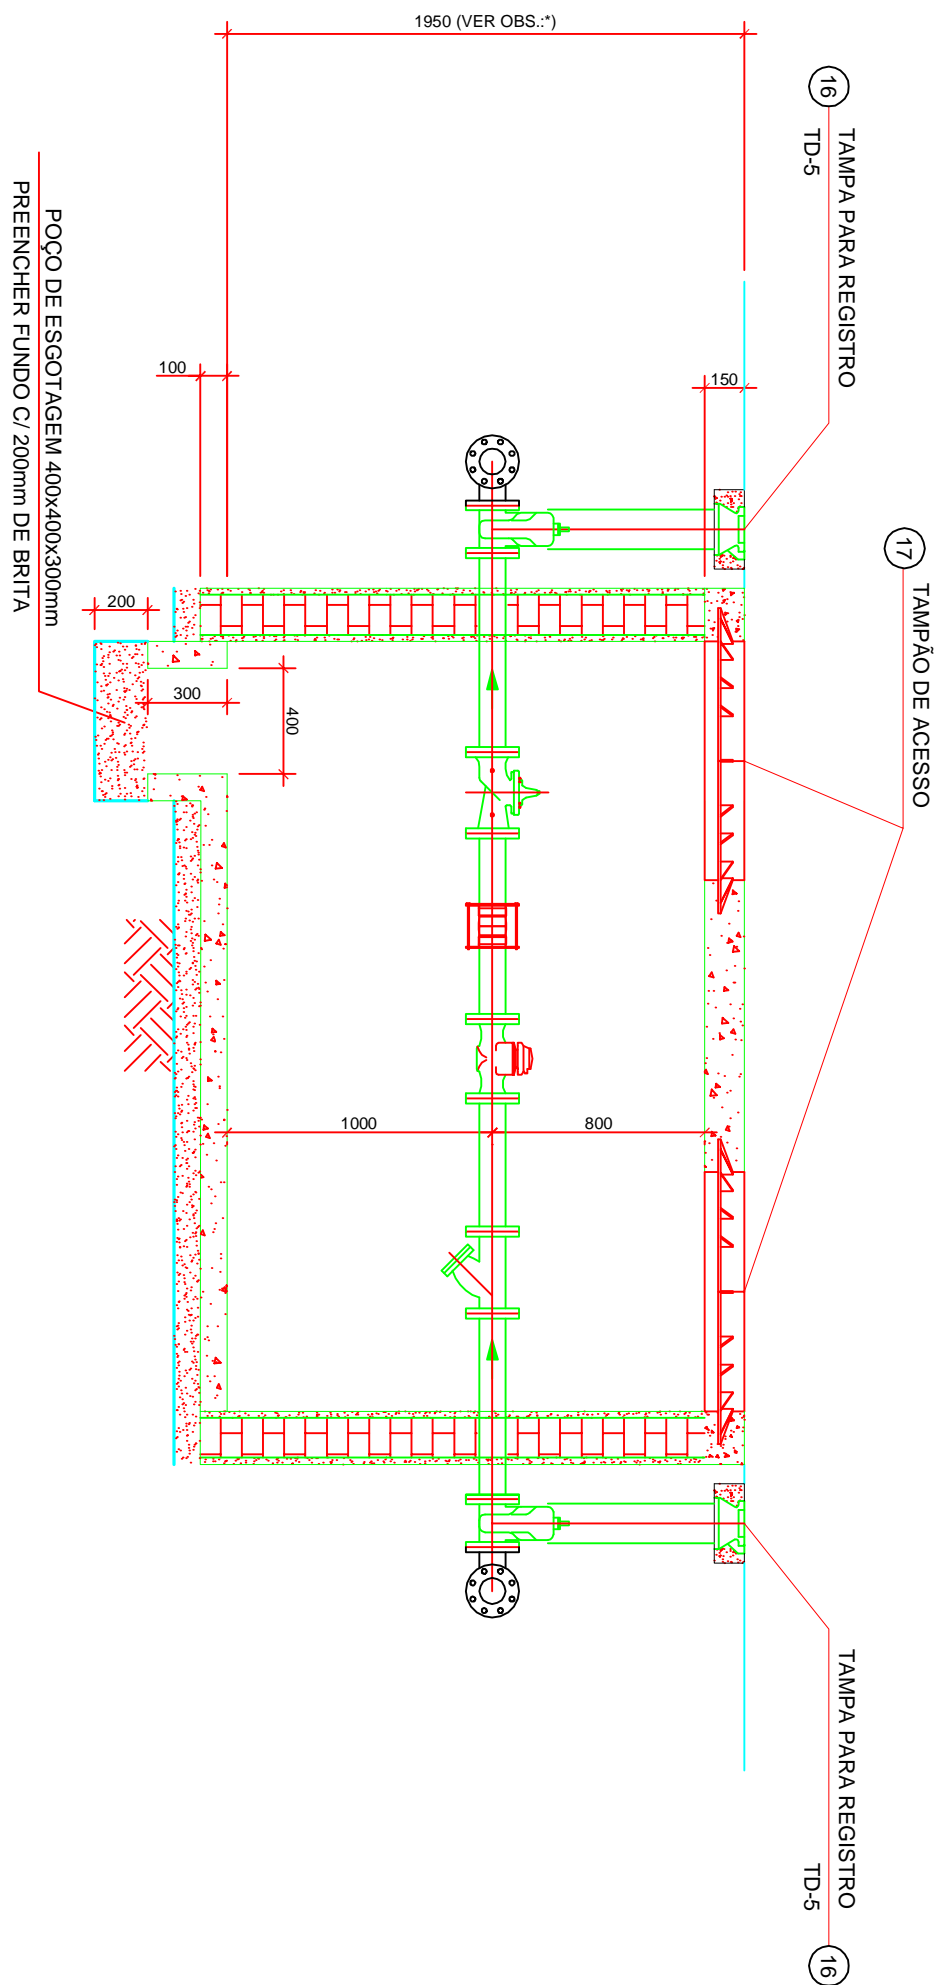 1950 (VER OBS.:*)
16
TAMPA PARA REGISTRO
TD-5
17
TAMPÃO DE ACESSO
TAMPA PARA REGISTRO
TD-5
16
100
150
200
300
400
1000
800
POÇO DE ESGOTAGEM 400x400x300mm
PREENCHER FUNDO C/ 200mm DE BRITA